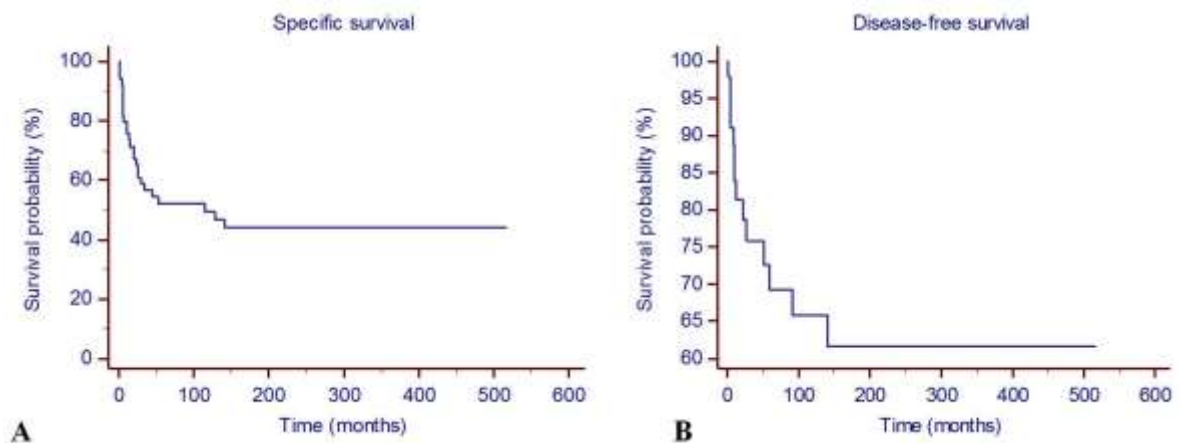 Specific survival
100
80
60
40
20
0
Survival probability (%)
0 100 200 300 400 500 600
Time (months)
A
Disease-free survival
100
95
90
85
80
75
70
65
60
Survival probability (%)
0 100 200 300 400 500 600
Time (months)
B